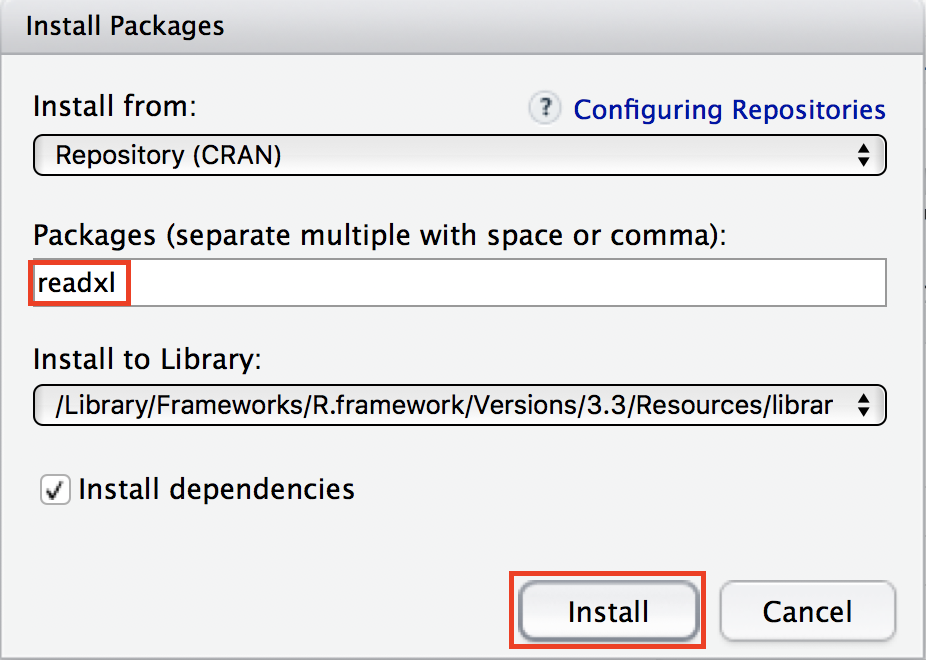 Install Packages
Install from:
? Configuring Repositories
Repository (CRAN)
Packages (separate multiple with space or comma):
readxl
Install to Library:
/Library/Frameworks/R.framework/Versions/3.3/Resources/librar
Install dependencies
Install
Cancel